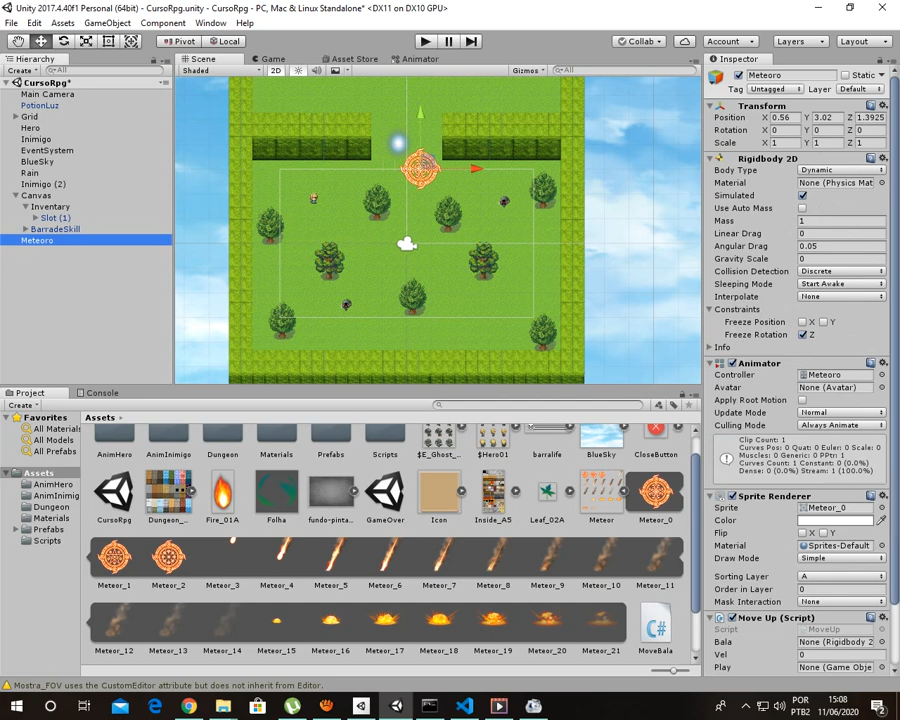 Unity 2017.4.40f1 Personal (64bit) - CursoRpg.unity - CursoRpg - PC, Mac & Linux Standalone* <DX11 on DX10 GPU>
File Edit Assets GameObject Component Window Help
Pivot Local Collab Account Layers Layout
Hierarchy
Create All
CursoRpg*
Main Camera
PotionLuz
Grid
Hero
Inimigo
EventSystem
BlueSky
Rain
Inimigo (2)
Canvas
Inventory
Slot (1)
BarradeSkill
Meteoro
Scene Game Asset Store Animator
Shaded 2D Gizmos All
Inspector
Meteoro Static
Tag Untagged Layer Default
Transform
Position X 0.56 Y 3.02 Z 1.3925
Rotation X 0 Y 0 Z 0
Scale X 1 Y 1 Z 1
Rigidbody 2D
Body Type Dynamic
Material None (Physics Mat
Simulated
Use Auto Mass
Mass 1
Linear Drag 0
Angular Drag 0.05
Gravity Scale 0
Collision Detection Discrete
Sleeping Mode Start Awake
Interpolate None
Constraints
Freeze Position X Y
Freeze Rotation Z
Info
Animator
Controller Meteoro
Avatar None (Avatar)
Apply Root Motion
Update Mode Normal
Culling Mode Always Animate
Clip Count: 1
Curves Pos: 0 Quat: 0 Euler: 0 Scale: 0
Muscles: 0 Generic: 0 PPtr: 1
Curves Count: 1 Constant: 0 (0.0%)
Dense: 0 (0.0%) Stream: 1 (100.0%)
Sprite Renderer
Sprite Meteor_0
Color
Flip X Y
Material Sprites-Default
Draw Mode Simple
Sorting Layer A
Order in Layer 0
Mask Interaction None
Move Up (Script)
Script MoveUp
Bala None (Rigidbody 2
Vel 0
Play None (Game Obje
Project Console
Create
Favorites
All Materials
All Models
All Prefabs
Assets
AnimHero
AnimInimig
Dungeon
Materials
Prefabs
Scripts
Assets
AnimHero AnimInimigo Dungeon Materials Prefabs Scripts $E_Ghost_... $Hero01 barralife BlueSky CloseButton
CursoRpg Dungeon_... Fire_01A Folha fundo-pinta... GameOver Icon Inside_A5 Leaf_02A Meteor Meteor_0
Meteor_1 Meteor_2 Meteor_3 Meteor_4 Meteor_5 Meteor_6 Meteor_7 Meteor_8 Meteor_9 Meteor_10 Meteor_11
Meteor_12 Meteor_13 Meteor_14 Meteor_15 Meteor_16 Meteor_17 Meteor_18 Meteor_19 Meteor_20 Meteor_21 MoveBala
C#
Mostra_FOV uses the CustomEditor attribute but does not inherit from Editor.
POR
PTB2
15:08
11/06/2020
2